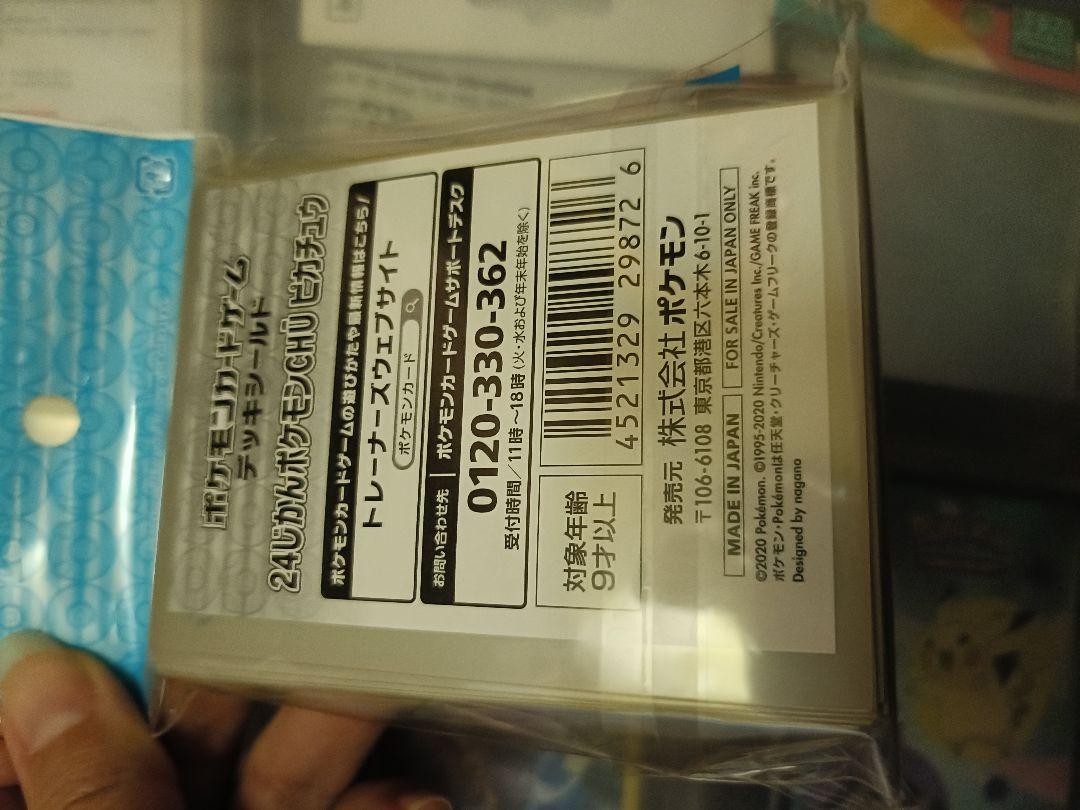 ポケモンカードゲーム
デッキシールド
24じかんポケモンCHU ピカチュウ
ポケモンカードゲームの遊びかたや最新情報はこちら!
トレーナーズウェブサイト
ポケモンカード
お問い合わせ先 ポケモンカードゲームサポートデスク
0120-330-362
受付時間/11時~18時(火・水および年末年始を除く)
対象年齢
9才以上
4521329 29872 6
発売元 株式会社 ポケモン
〒106-6108 東京都港区六本木6-10-1
MADE IN JAPAN
FOR SALE IN JAPAN ONLY
©2020 Pokémon. ©1995-2020 Nintendo/Creatures Inc./GAME FREAK inc.
ポケモン・Pokémonは任天堂・クリーチャーズ・ゲームフリークの登録商標です。
Designed by nagano